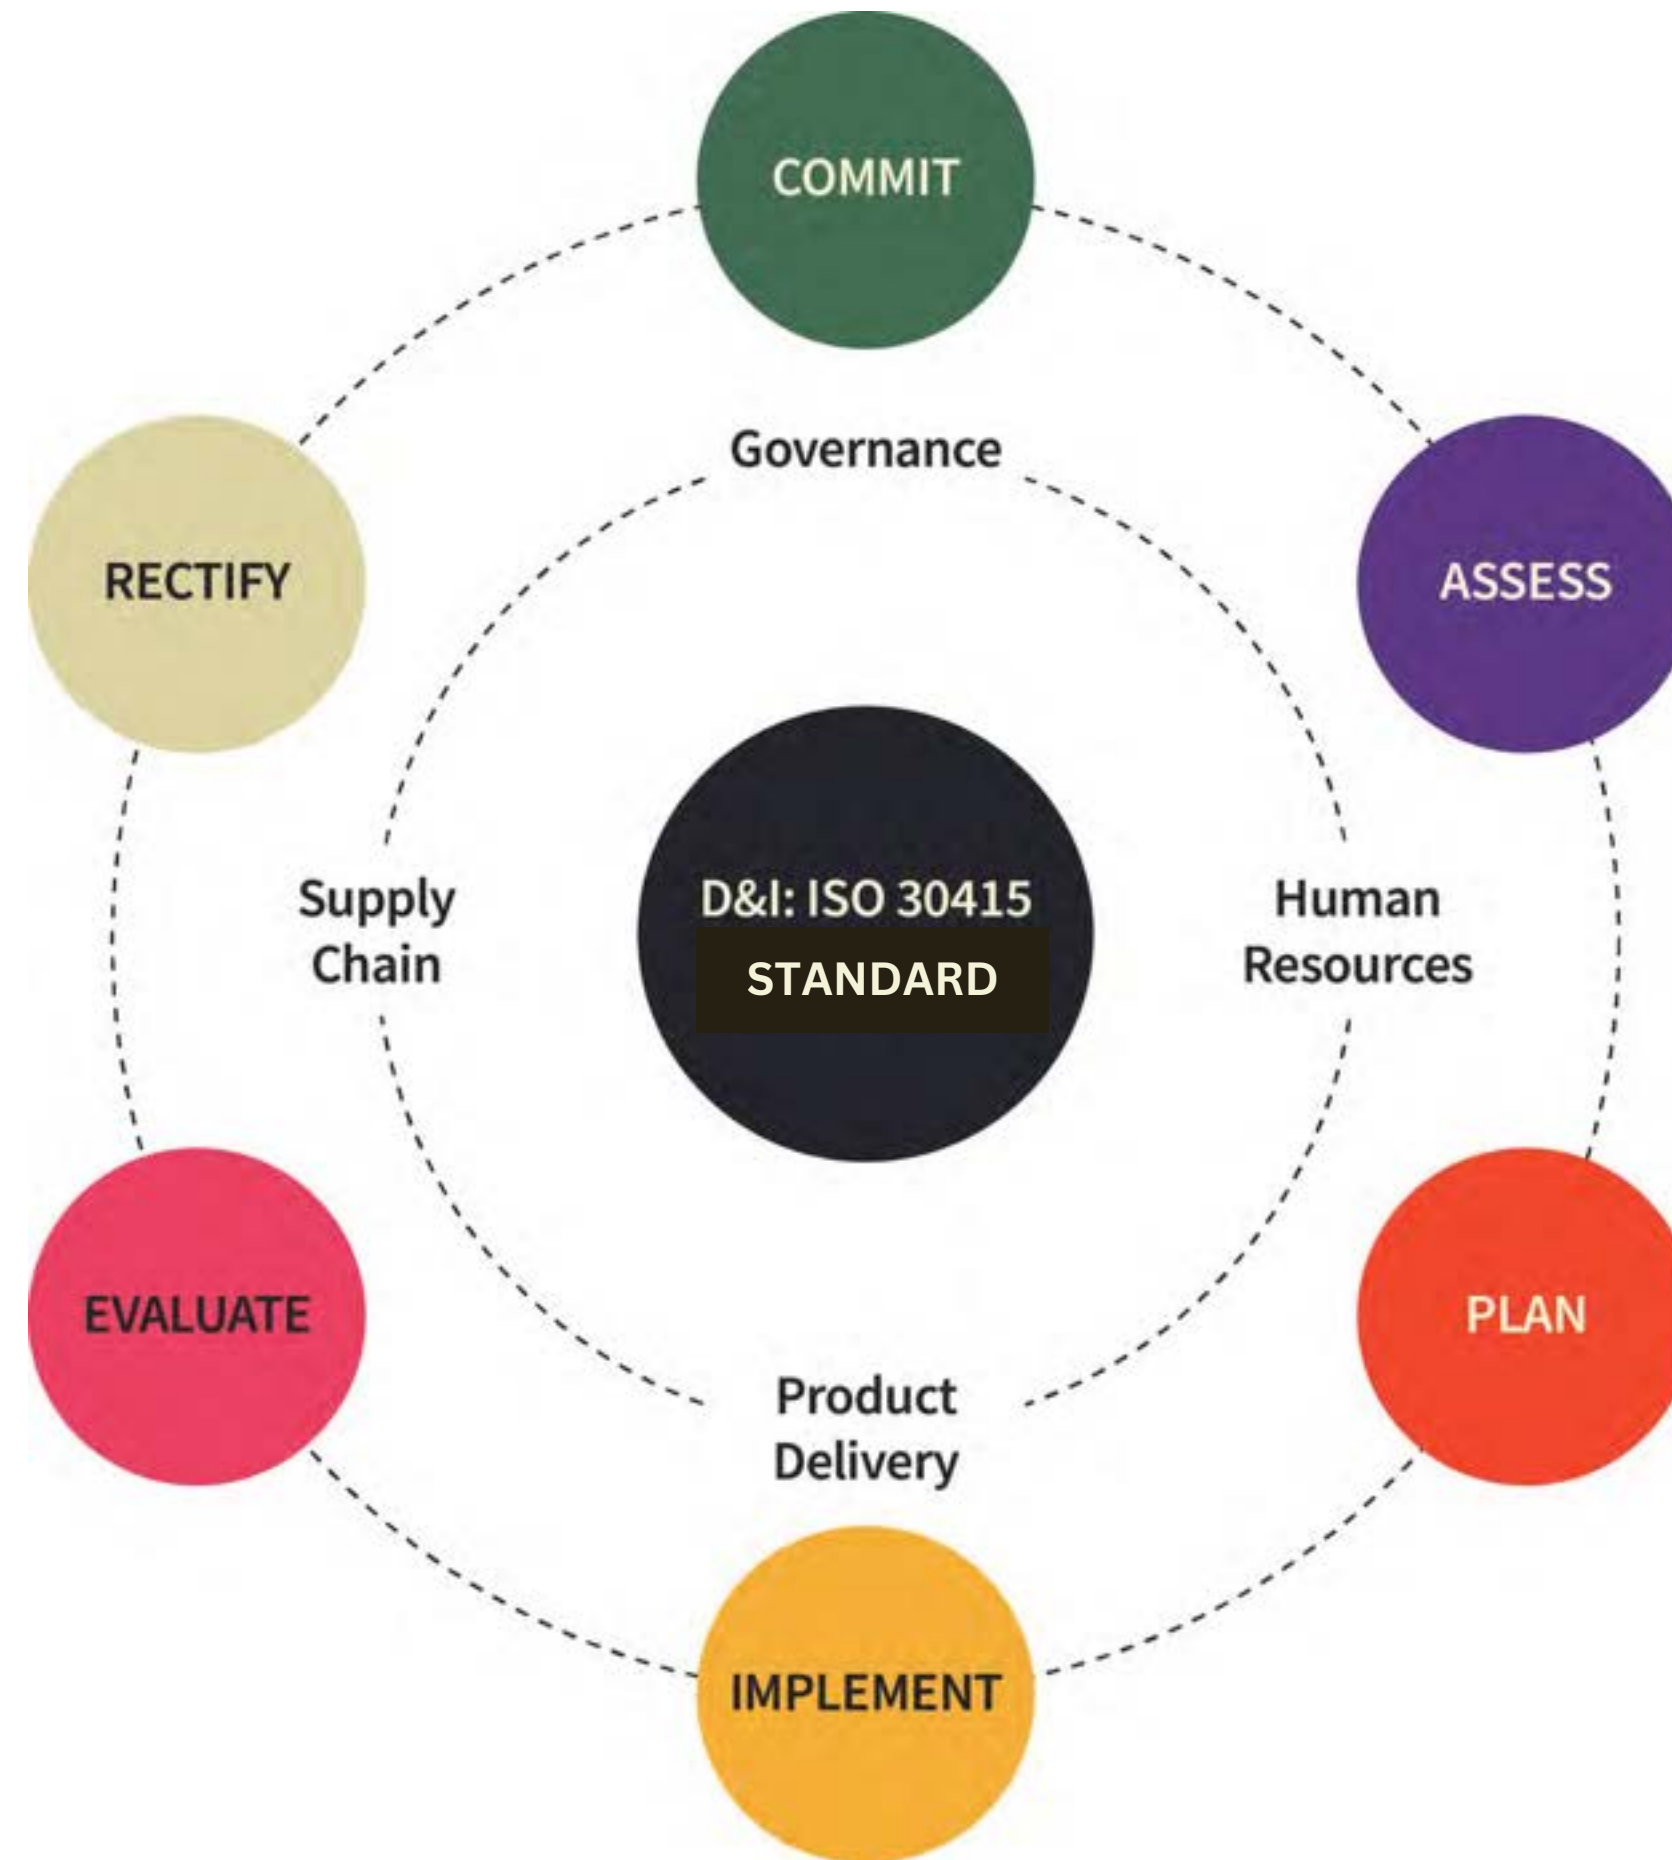 COMMIT
Governance
RECTIFY
ASSESS
Supply
Chain
D&I: ISO 30415
STANDARD
Human
Resources
EVALUATE
PLAN
Product
Delivery
IMPLEMENT